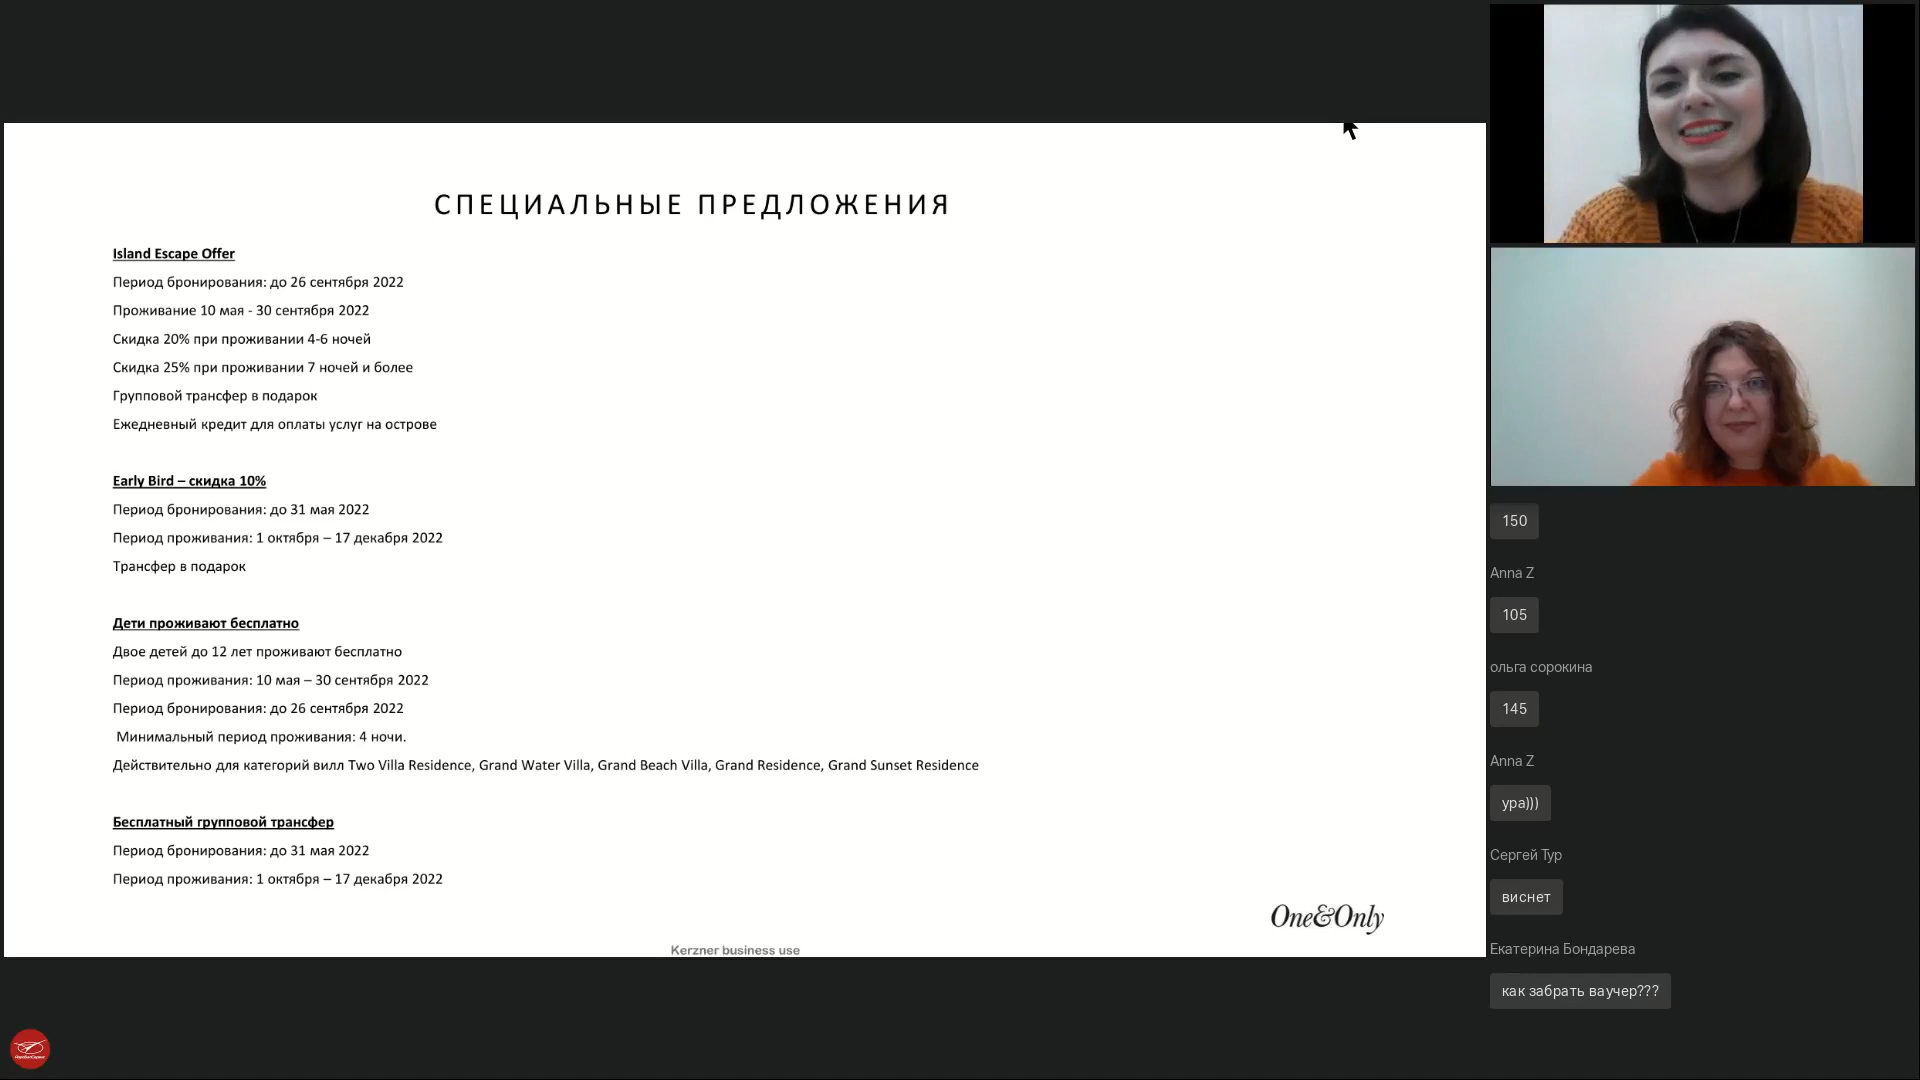 СПЕЦИАЛЬНЫЕ ПРЕДЛОЖЕНИЯ
Island Escape Offer
Период бронирования: до 26 сентября 2022
Проживание 10 мая - 30 сентября 2022
Скидка 20% при проживании 4-6 ночей
Скидка 25% при проживании 7 ночей и более
Групповой трансфер в подарок
Ежедневный кредит для оплаты услуг на острове
Early Bird – скидка 10%
Период бронирования: до 31 мая 2022
Период проживания: 1 октября – 17 декабря 2022
Трансфер в подарок
Дети проживают бесплатно
Двое детей до 12 лет проживают бесплатно
Период проживания: 10 мая – 30 сентября 2022
Период бронирования: до 26 сентября 2022
Минимальный период проживания: 4 ночи.
Действительно для категорий вилл Two Villa Residence, Grand Water Villa, Grand Beach Villa, Grand Residence, Grand Sunset Residence
Бесплатный групповой трансфер
Период бронирования: до 31 мая 2022
Период проживания: 1 октября – 17 декабря 2022
One&Only
Kerzner business use
150
Anna Z
105
ольга сорокина
145
Anna Z
ура)))
Сергей Тур
виснет
Екатерина Бондарева
как забрать ваучер???